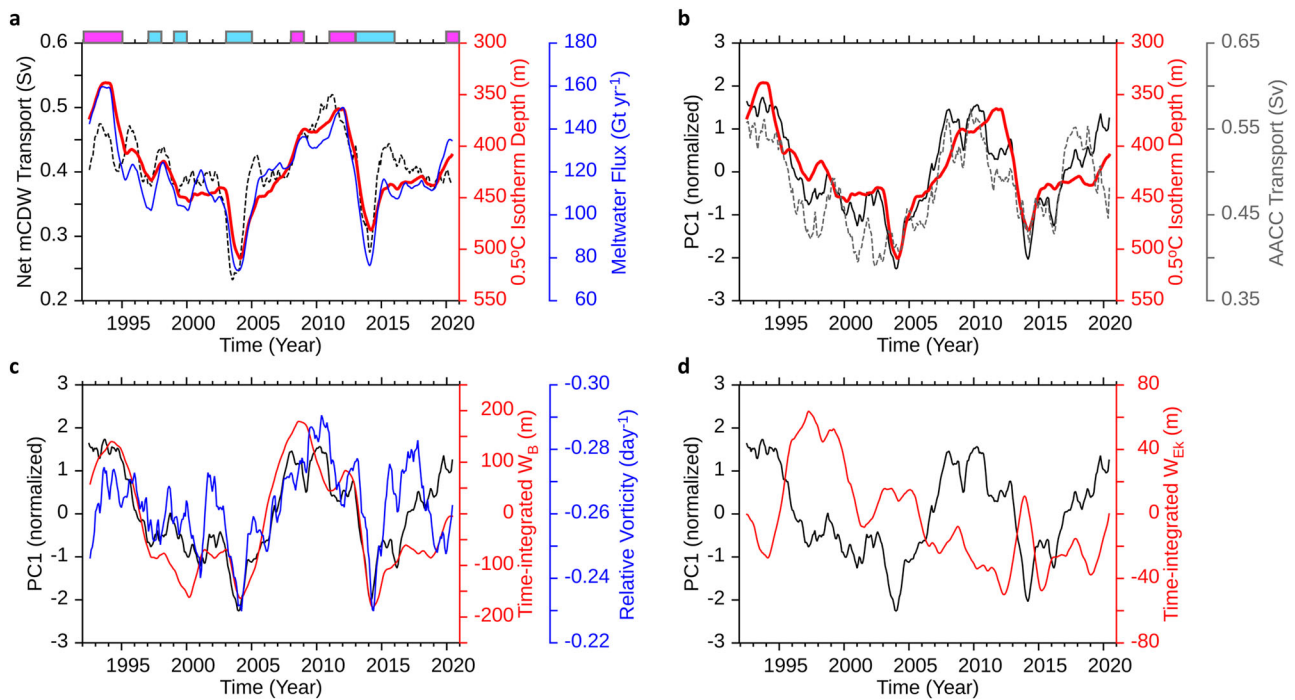 a
Net mCDW Transport (Sv)
0.6
0.5
0.4
0.3
0.2
1995 2000 2005 2010 2015 2020
Time (Year)
300
350
400
450
500
550
0.5ºC Isotherm Depth (m)
180
160
140
120
100
80
60
Meltwater Flux (Gt yr-1)
b
PC1 (normalized)
3
2
1
0
-1
-2
-3
1995 2000 2005 2010 2015 2020
Time (Year)
300
350
400
450
500
550
0.5ºC Isotherm Depth (m)
0.65
0.55
0.45
0.35
AACC Transport (Sv)
c
PC1 (normalized)
3
2
1
0
-1
-2
-3
1995 2000 2005 2010 2015 2020
Time (Year)
200
100
0
-100
-200
Time-integrated WB (m)
-0.30
-0.28
-0.26
-0.24
-0.22
Relative Vorticity (day-1)
d
PC1 (normalized)
3
2
1
0
-1
-2
-3
1995 2000 2005 2010 2015 2020
Time (Year)
80
40
0
-40
-80
Time-integrated WEk (m)